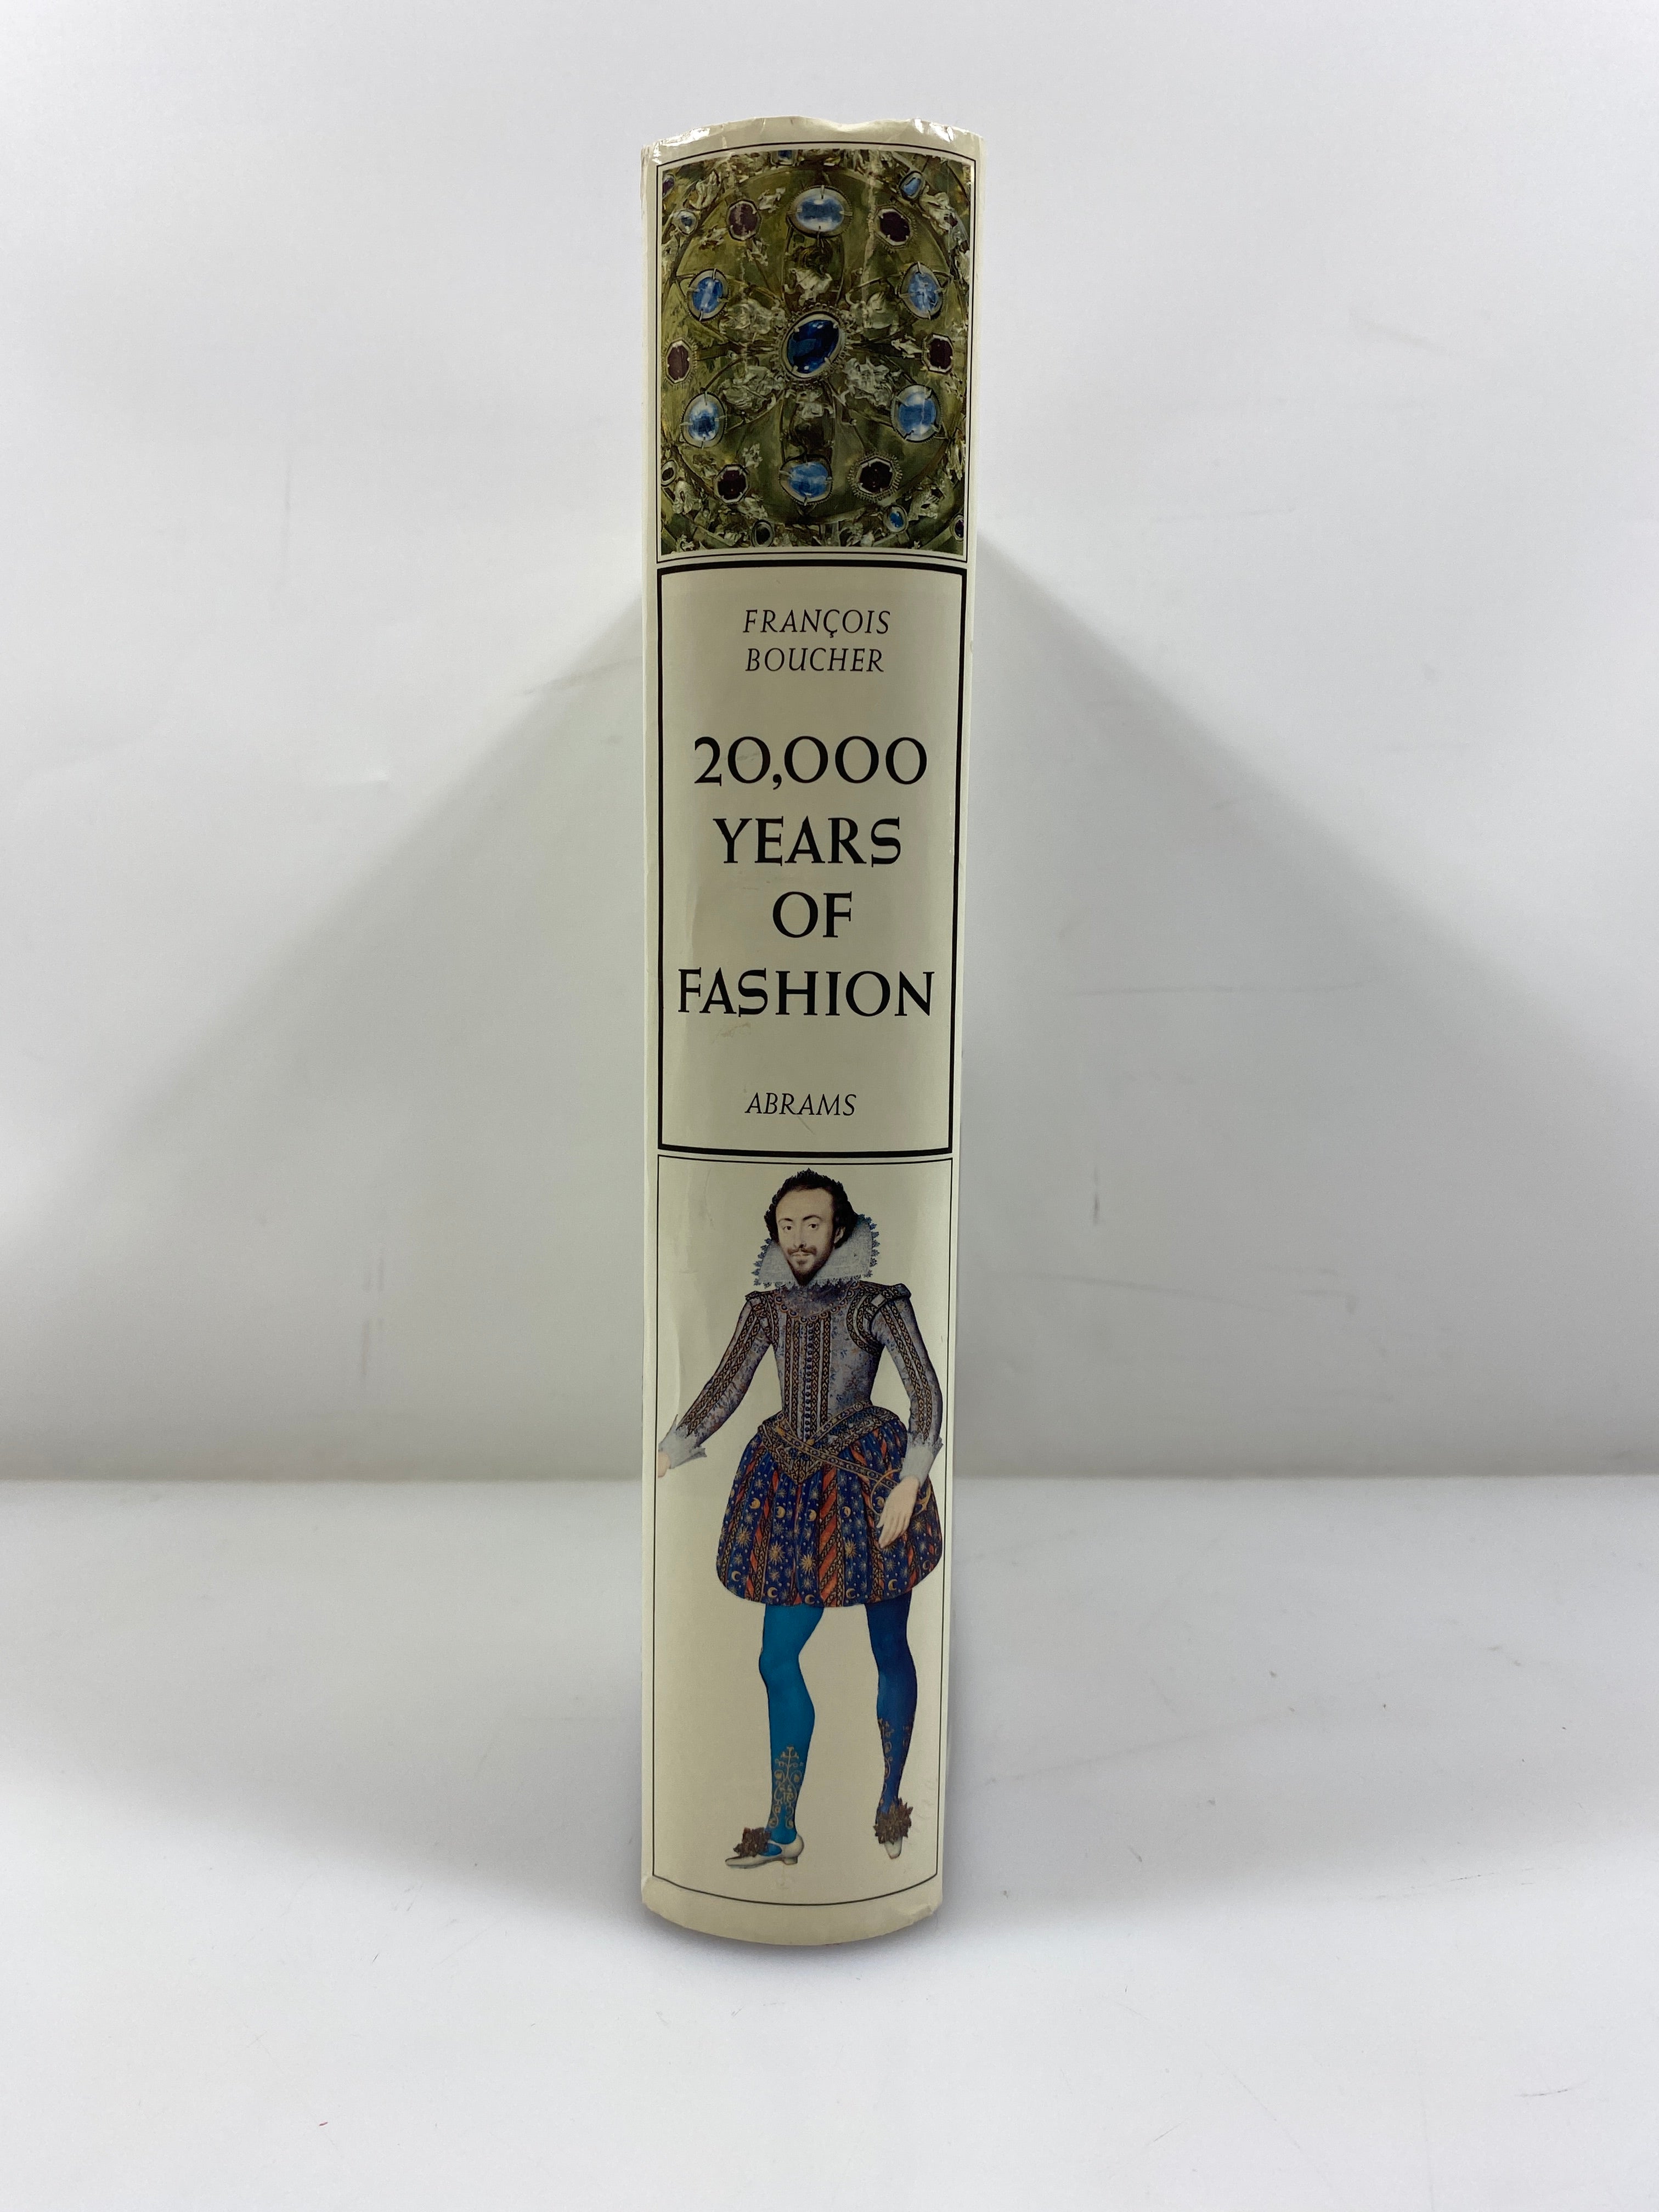 FRANÇOIS
BOUCHER
20,000
YEARS
OF
FASHION
ABRAMS